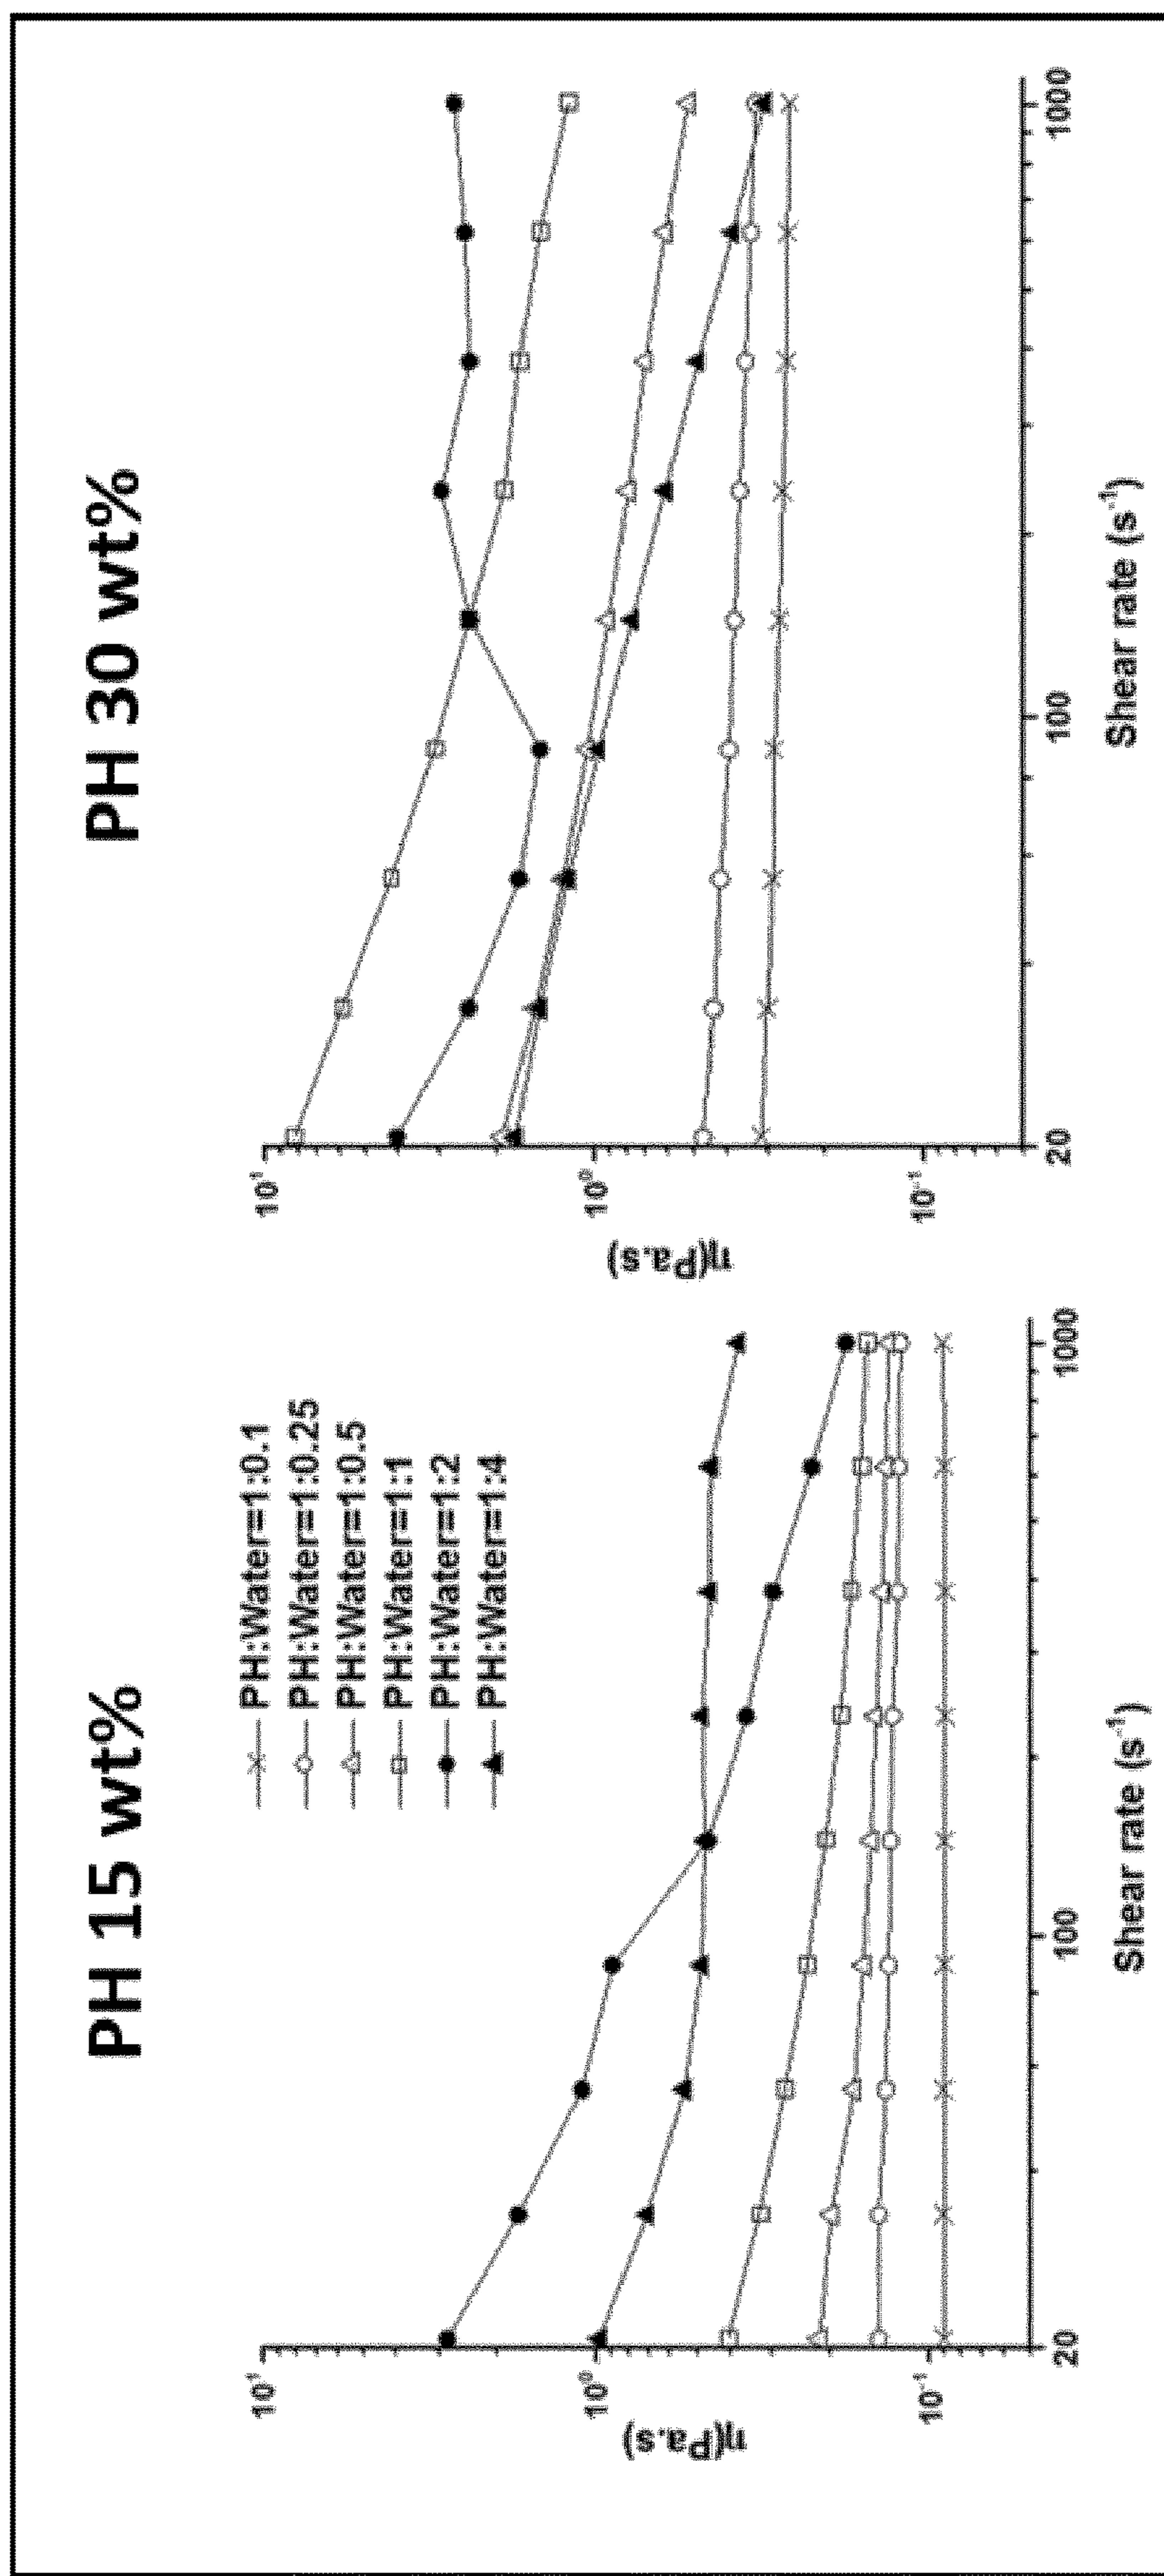 PH 15 wt%
PH:Water=1:0.1
PH:Water=1:0.25
PH:Water=1:0.5
PH:Water=1:1
PH:Water=1:2
PH:Water=1:4
10¹
10⁰
10⁻¹
η(Pa.s)
20
100
1000
Shear rate (s⁻¹)
PH 30 wt%
10¹
10⁰
10⁻¹
η(Pa.s)
20
100
1000
Shear rate (s⁻¹)